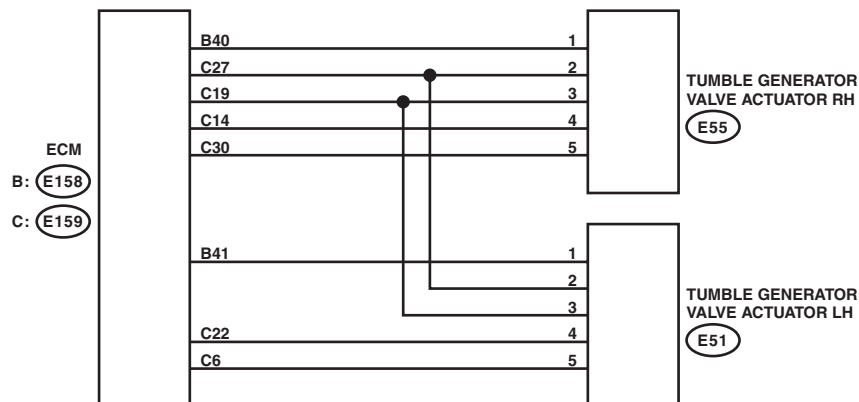 B40 1
C27 2
C19 3
C14 4
C30 5
TUMBLE GENERATOR
VALVE ACTUATOR RH
E55
ECM
B: E158
C: E159
B41 1
2
3
C22 4
C6 5
TUMBLE GENERATOR
VALVE ACTUATOR LH
E51